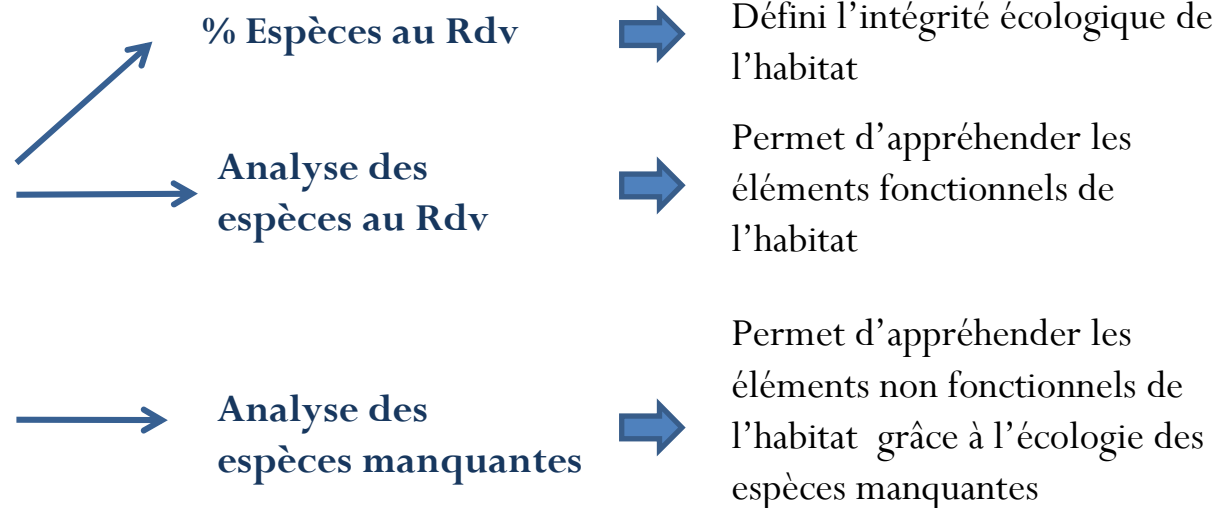 % Espèces au Rdv
Défini l’intégrité écologique de
l’habitat
Analyse des
espèces au Rdv
Permet d’appréhender les
éléments fonctionnels de
l’habitat
Analyse des
espèces manquantes
Permet d’appréhender les
éléments non fonctionnels de
l’habitat grâce à l’écologie des
espèces manquantes